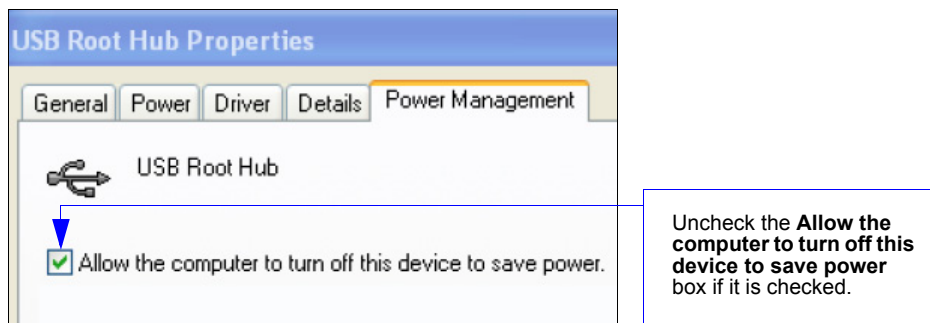 USB Root Hub Properties
General Power Driver Details Power Management
USB Root Hub
Allow the computer to turn off this device to save power.
Uncheck the Allow the
computer to turn off this
device to save power
box if it is checked.